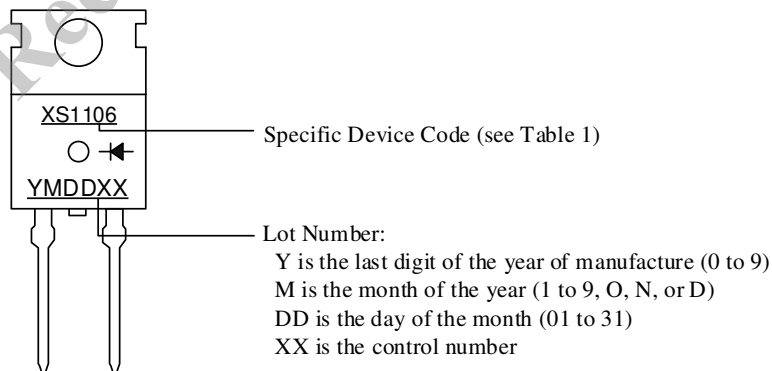 XS1106
Specific Device Code (see Table 1)
YMDDXX
Lot Number:
Y is the last digit of the year of manufacture (0 to 9)
M is the month of the year (1 to 9, O, N, or D)
DD is the day of the month (01 to 31)
XX is the control number